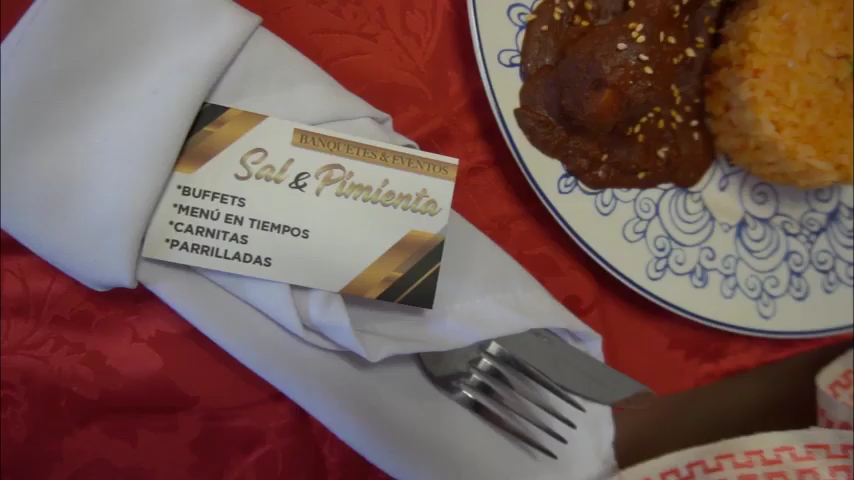 BANQUETES & EVENTOS
Sal & Pimienta
*BUFFETS
*MENÚ EN TIEMPOS
*CARNITAS
*PARRILLADAS